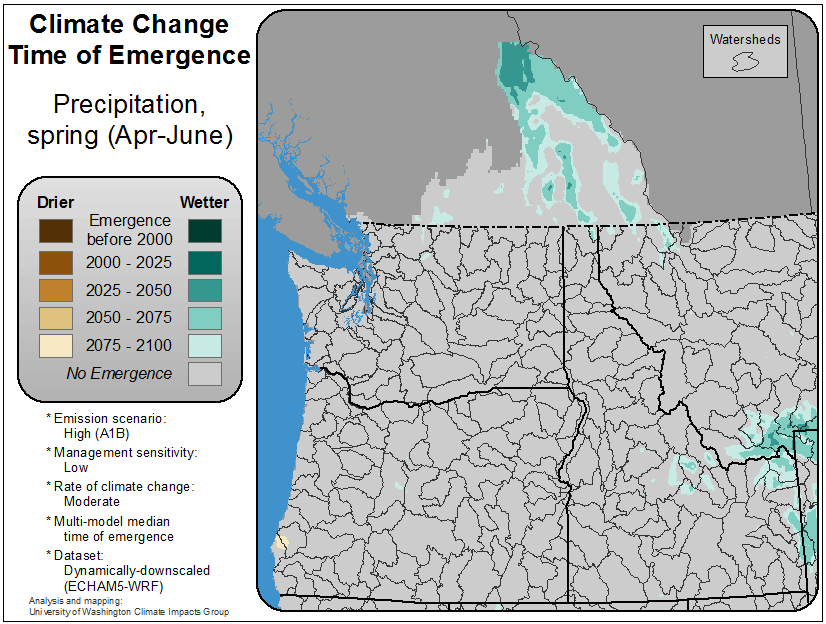 Climate Change
Time of Emergence
Precipitation,
spring (Apr-June)
Drier
Wetter
Emergence
before 2000
2000 - 2025
2025 - 2050
2050 - 2075
2075 - 2100
No Emergence
* Emission scenario:
High (A1B)
* Management sensitivity:
Low
* Rate of climate change:
Moderate
* Multi-model median
time of emergence
* Dataset:
Dynamically-downscaled
(ECHAM5-WRF)
Analysis and mapping:
University of Washington Climate Impacts Group
Watersheds